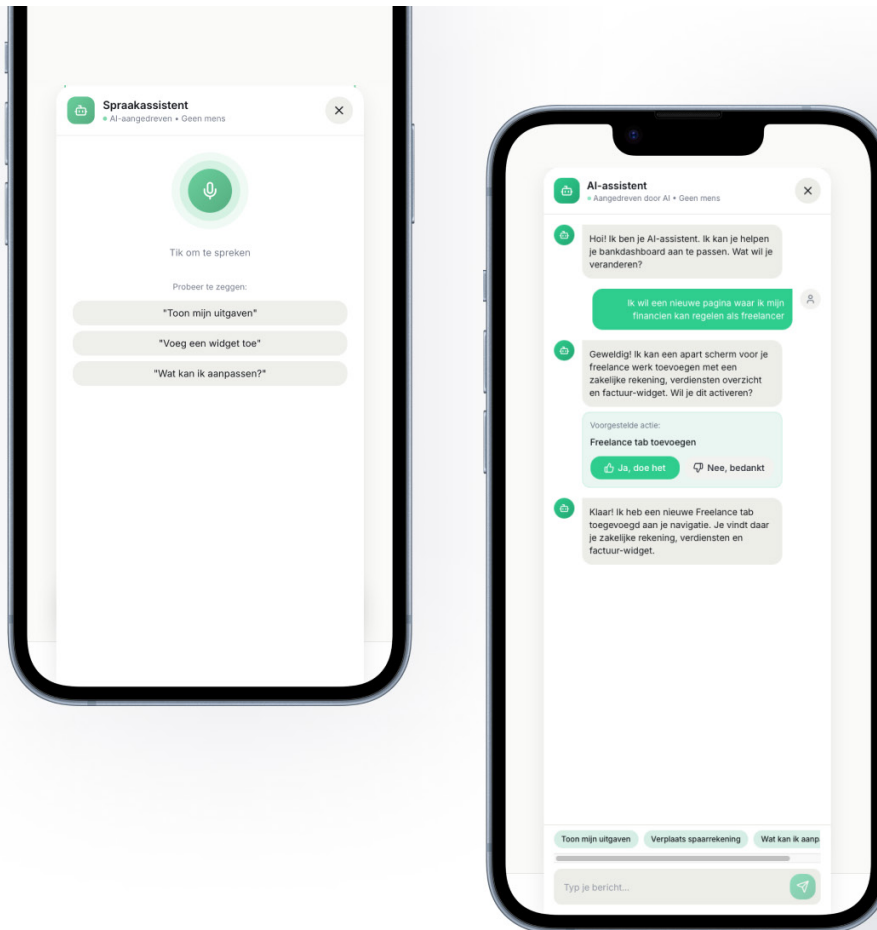 Spraakassistent
AI-aangedreven • Geen mens
Tik om te spreken
Probeer te zeggen:
"Toon mijn uitgaven"
"Voeg een widget toe"
"Wat kan ik aanpassen?"
AI-assistent
Aangedreven door AI • Geen mens
Hoi! Ik ben je AI-assistent. Ik kan je helpen
je bankdashboard aan te passen. Wat wil je
veranderen?
Ik wil een nieuwe pagina waar ik mijn
financien kan regelen als freelancer
Geweldig! Ik kan een apart scherm voor je
freelance werk toevoegen met een
zakelijke rekening, verdiensten overzicht
en factuur-widget. Wil je dit activeren?
Voorgestelde actie:
Freelance tab toevoegen
Ja, doe het
Nee, bedankt
Klaar! Ik heb een nieuwe Freelance tab
toegevoegd aan je navigatie. Je vindt daar
je zakelijke rekening, verdiensten en
factuur-widget.
Toon mijn uitgaven
Verplaats spaarrekening
Wat kan ik aanp
Typ je bericht...